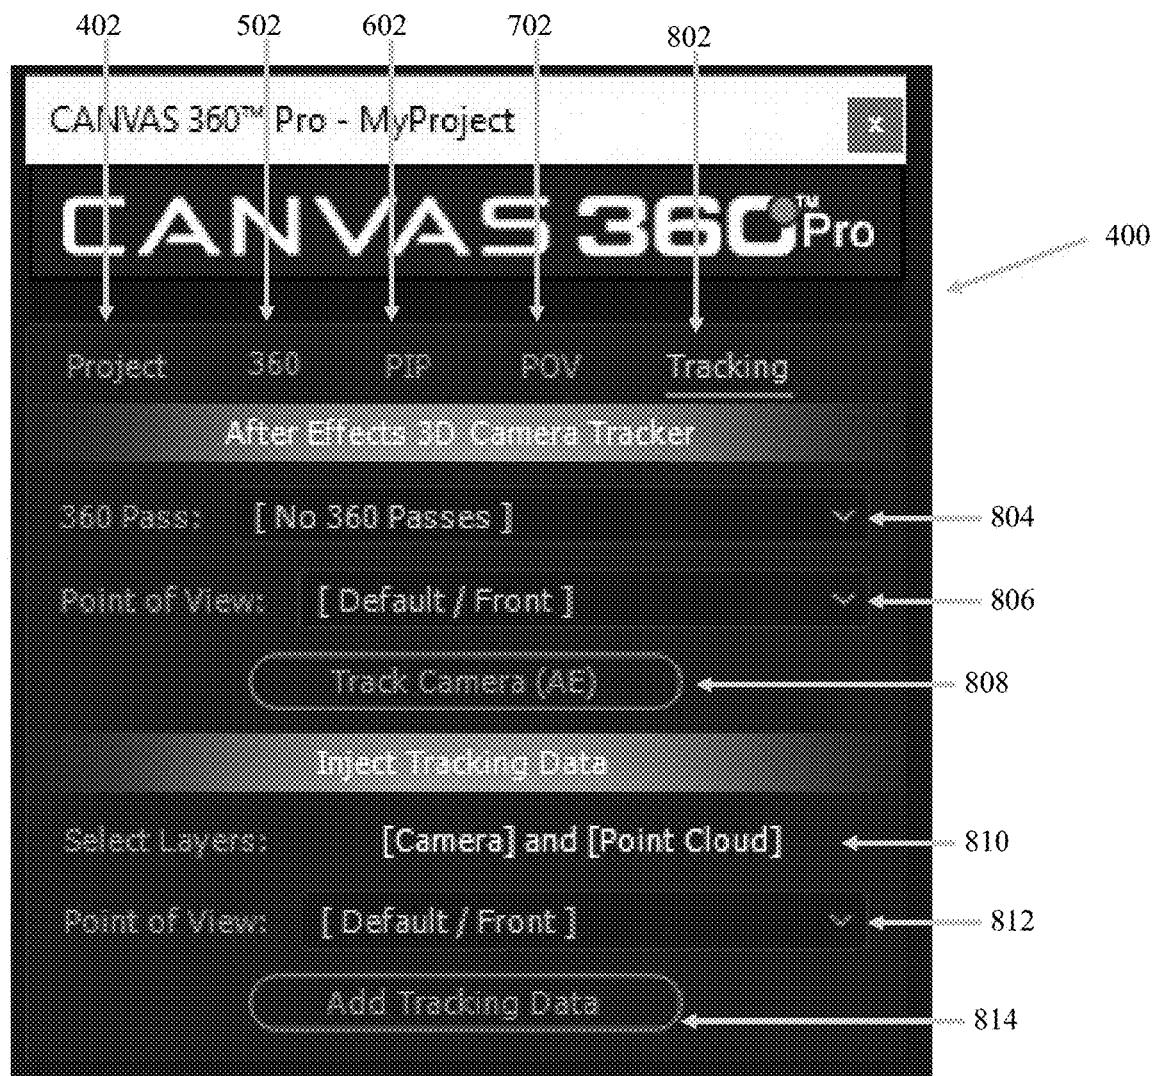 402 502 602 702 802
CANVAS 360™ Pro - MyProject x
CANVAS 360™ Pro
400
Project 360 PIP POV Tracking
After Effects 3D Camera Tracker
360 Pass: [ No 360 Passes ] 804
Point of View: [ Default / Front ] 806
Track Camera (AE) 808
Inject Tracking Data
Select Layers: [Camera] and [Point Cloud] 810
Point of View: [ Default / Front ] 812
Add Tracking Data 814